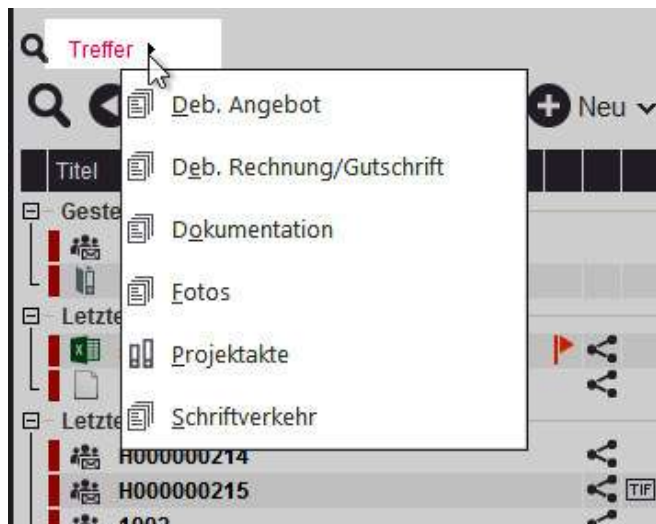 Treffer
Deb. Angebot
Neu
Deb. Rechnung/Gutschrift
Titel
Dokumentation
Geste
Fotos
Letzte
Projektakte
Schriftverkehr
Letzte
H000000214
H000000215
TIF
1002